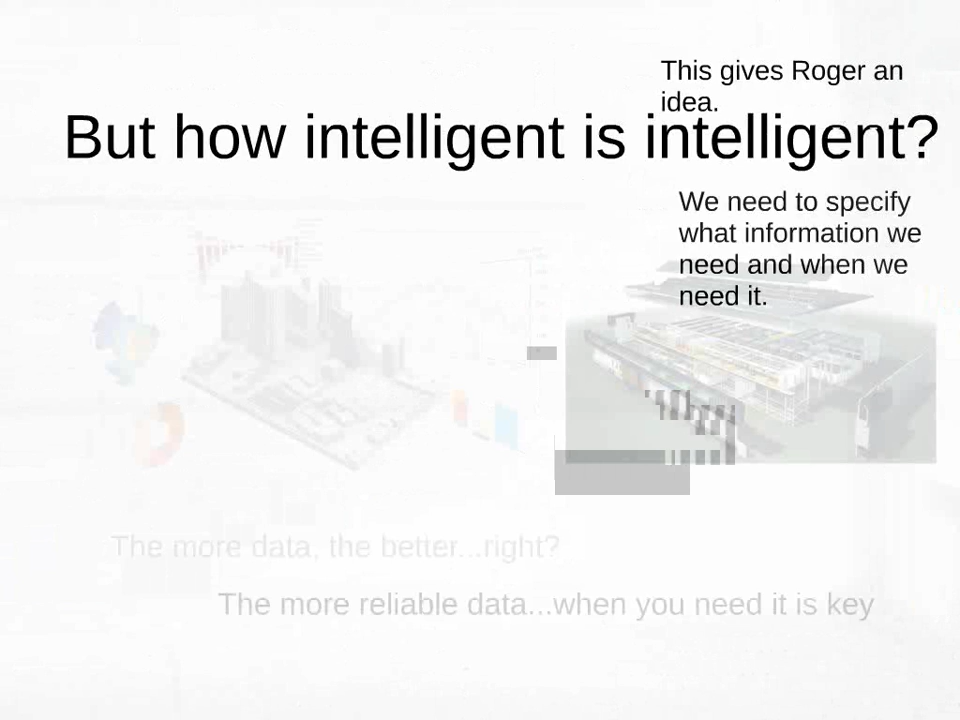 This gives Roger an
idea.
But how intelligent is intelligent?
We need to specify
what information we
need and when we
need it.
The more data, the better...right?
The more reliable data...when you need it is key